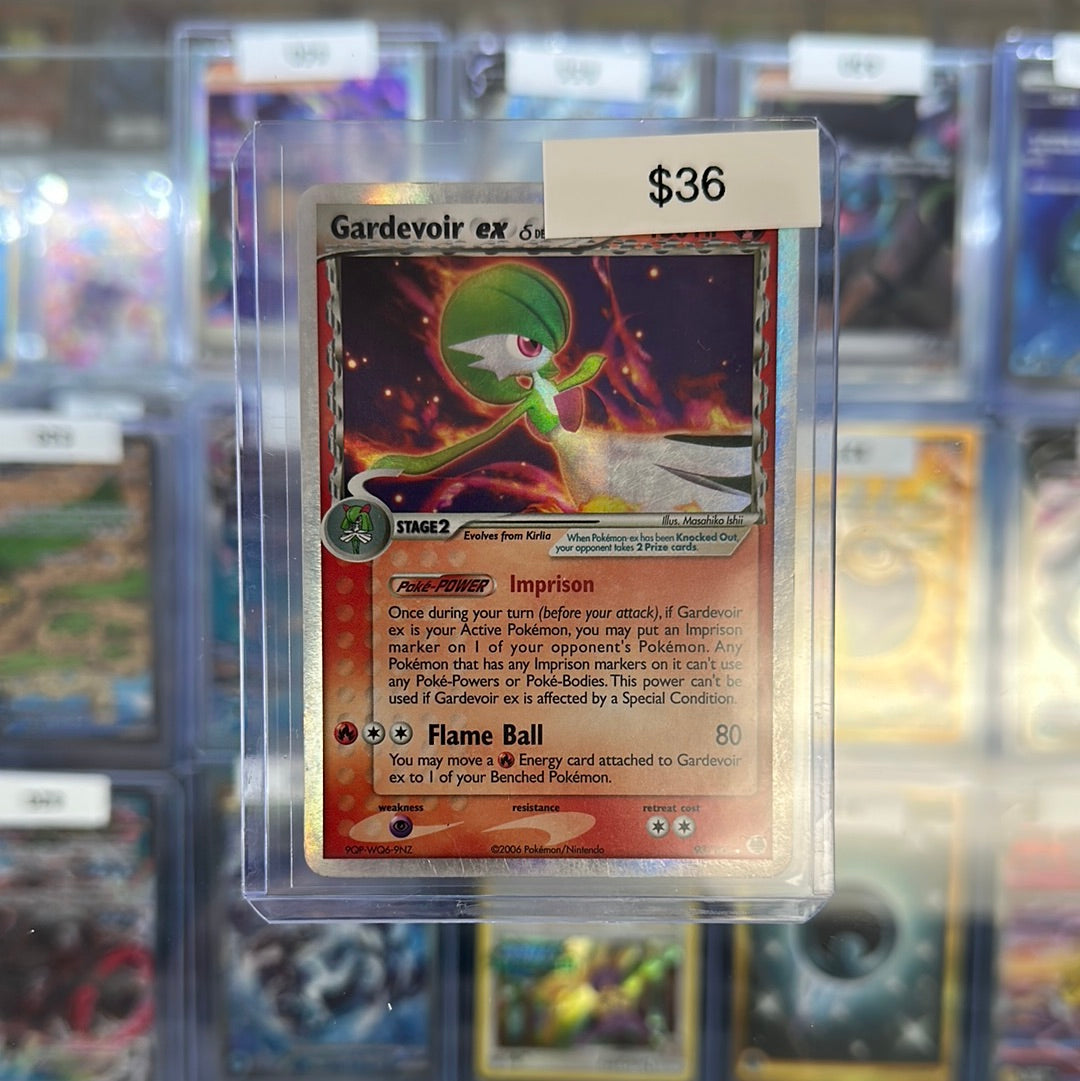 $36
Gardevoir ex δ DE
STAGE2
Illus. Masahiko Ishii
Evolves from Kirlia
When Pokémon-ex has been Knocked Out,
your opponent takes 2 Prize cards.
Poké-POWER Imprison
Once during your turn (before your attack), if Gardevoir
ex is your Active Pokémon, you may put an Imprison
marker on 1 of your opponent's Pokémon. Any
Pokémon that has any Imprison markers on it can't use
any Poké-Powers or Poké-Bodies. This power can't be
used if Gardevoir ex is affected by a Special Condition.
Flame Ball 80
You may move a Energy card attached to Gardevoir
ex to 1 of your Benched Pokémon.
weakness resistance retreat cost
9QP-WQ6-9NZ ©2006 Pokémon/Nintendo